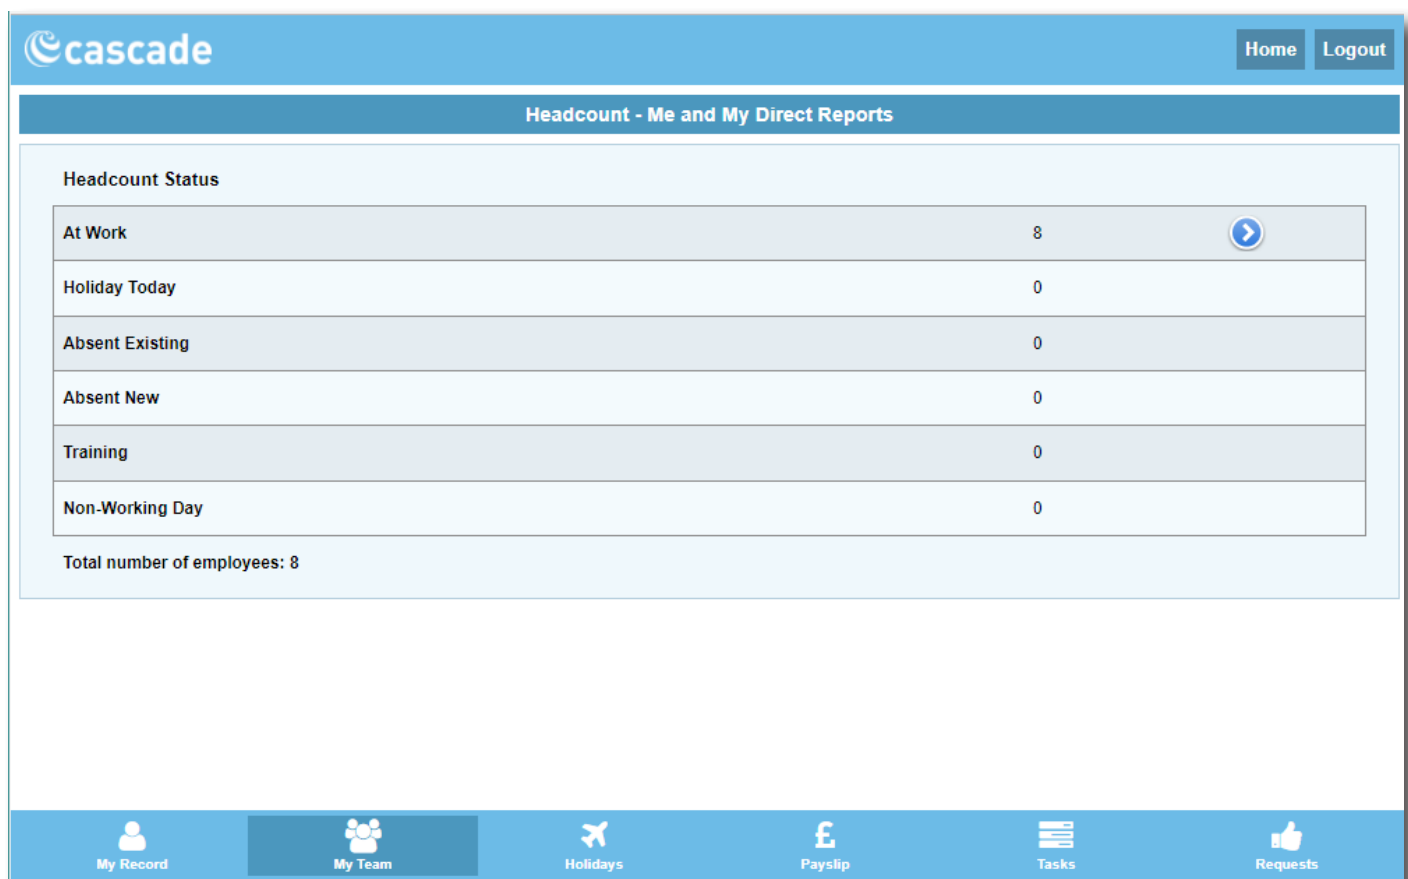 cascade
Home Logout
Headcount - Me and My Direct Reports
Headcount Status
At Work 8
Holiday Today 0
Absent Existing 0
Absent New 0
Training 0
Non-Working Day 0
Total number of employees: 8
My Record My Team Holidays £ Payslip Tasks Requests